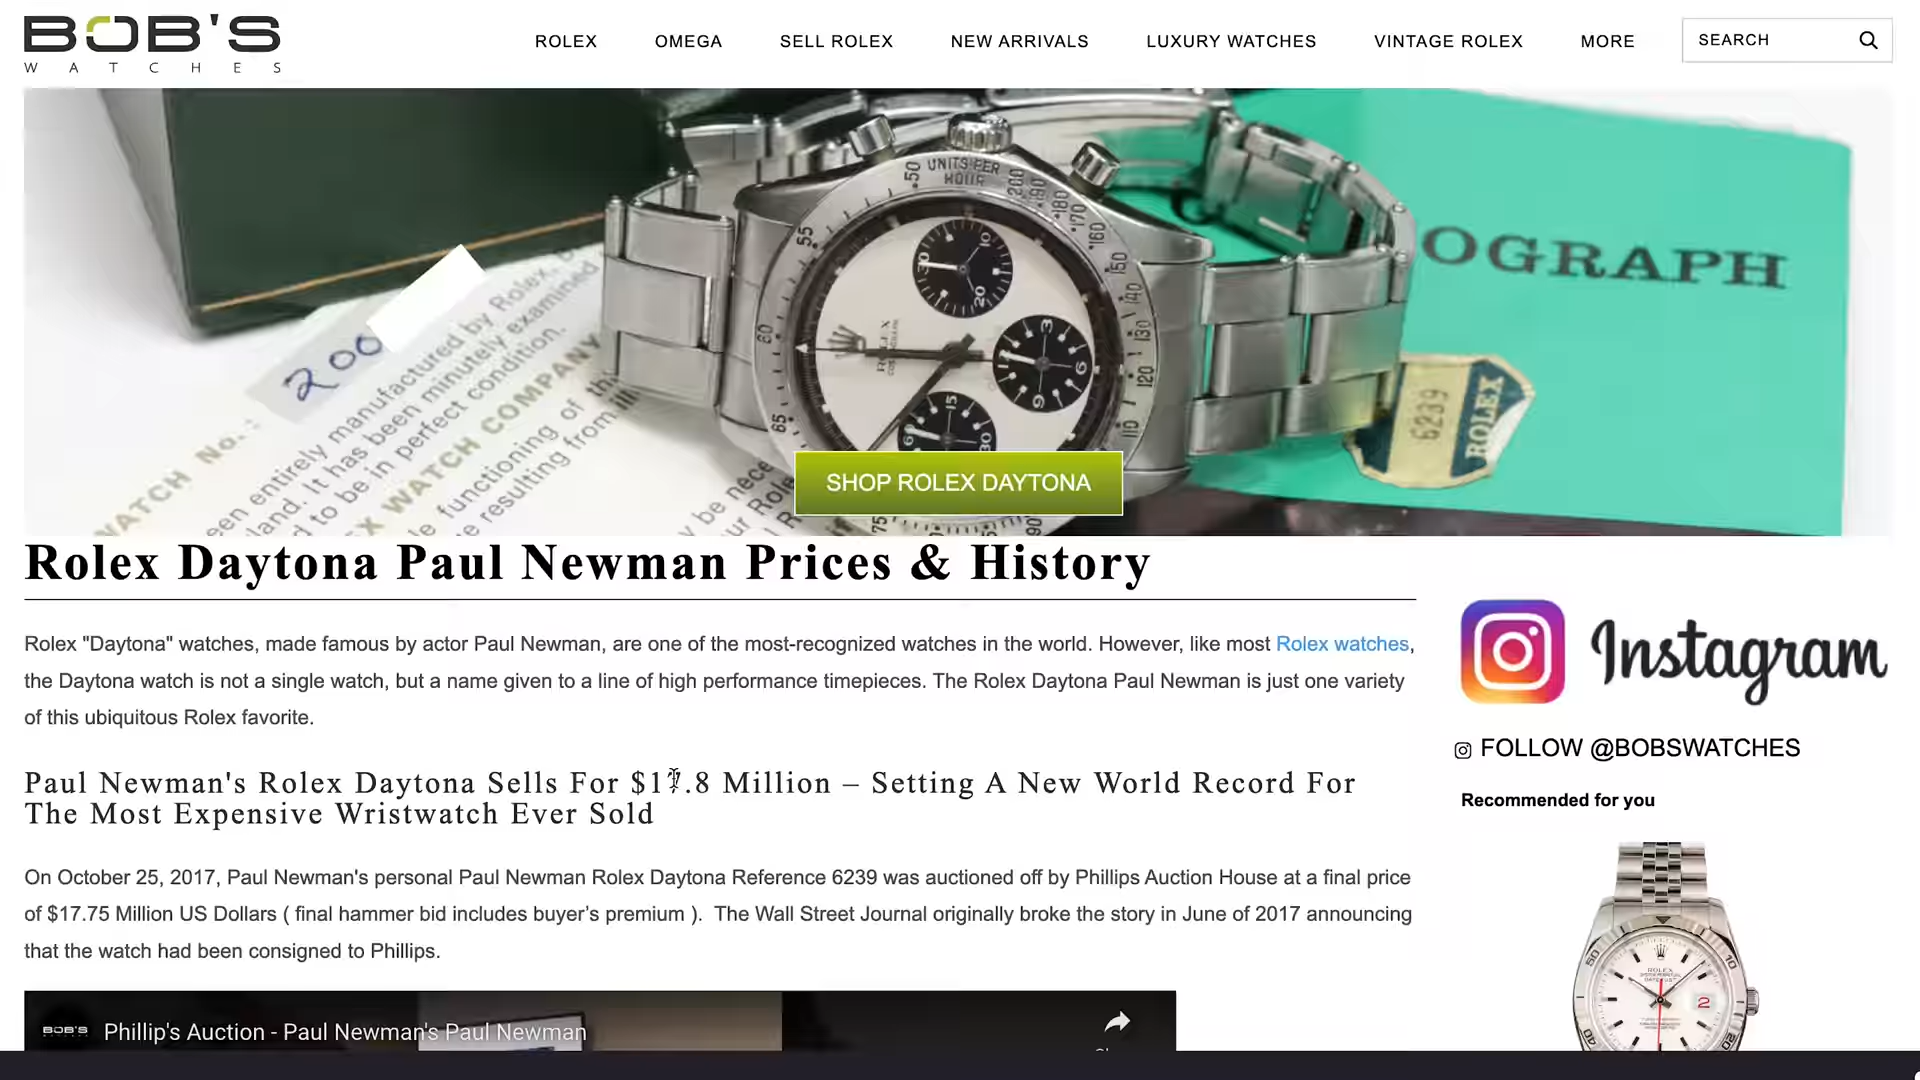 BOB'S
WATCHES
ROLEX
OMEGA
SELL ROLEX
NEW ARRIVALS
LUXURY WATCHES
VINTAGE ROLEX
MORE
SEARCH
UNITS PER
HOUR
OGRAPH
6239
ROLEX
200
WATCH No.:
SHOP ROLEX DAYTONA
Rolex Daytona Paul Newman Prices & History
Rolex "Daytona" watches, made famous by actor Paul Newman, are one of the most-recognized watches in the world. However, like most Rolex watches,
the Daytona watch is not a single watch, but a name given to a line of high performance timepieces. The Rolex Daytona Paul Newman is just one variety
of this ubiquitous Rolex favorite.
Paul Newman's Rolex Daytona Sells For $17.8 Million – Setting A New World Record For
The Most Expensive Wristwatch Ever Sold
On October 25, 2017, Paul Newman's personal Paul Newman Rolex Daytona Reference 6239 was auctioned off by Phillips Auction House at a final price
of $17.75 Million US Dollars ( final hammer bid includes buyer’s premium ). The Wall Street Journal originally broke the story in June of 2017 announcing
that the watch had been consigned to Phillips.
BOB'S
Phillip's Auction - Paul Newman's Paul Newman
Instagram
FOLLOW @BOBSWATCHES
Recommended for you